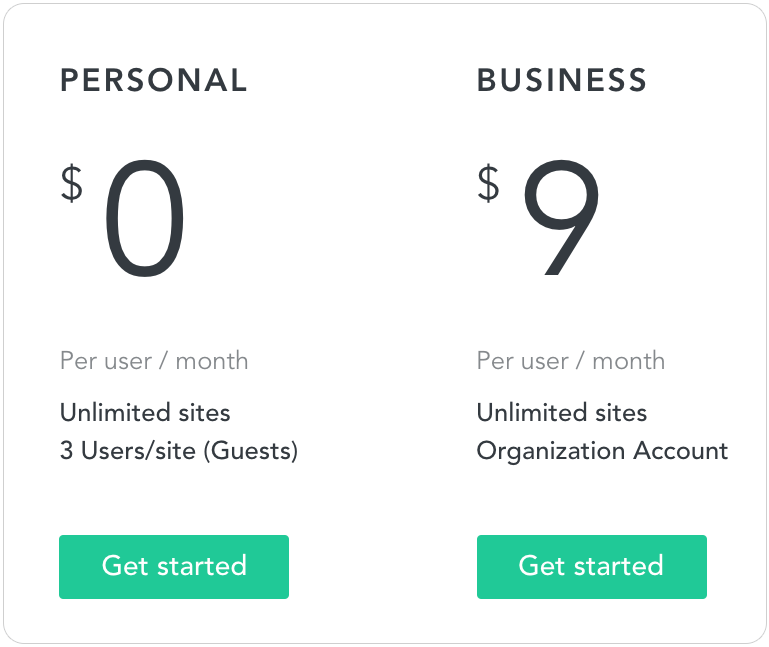 PERSONAL
$ 0
Per user / month
Unlimited sites
3 Users/site (Guests)
Get started
BUSINESS
$ 9
Per user / month
Unlimited sites
Organization Account
Get started